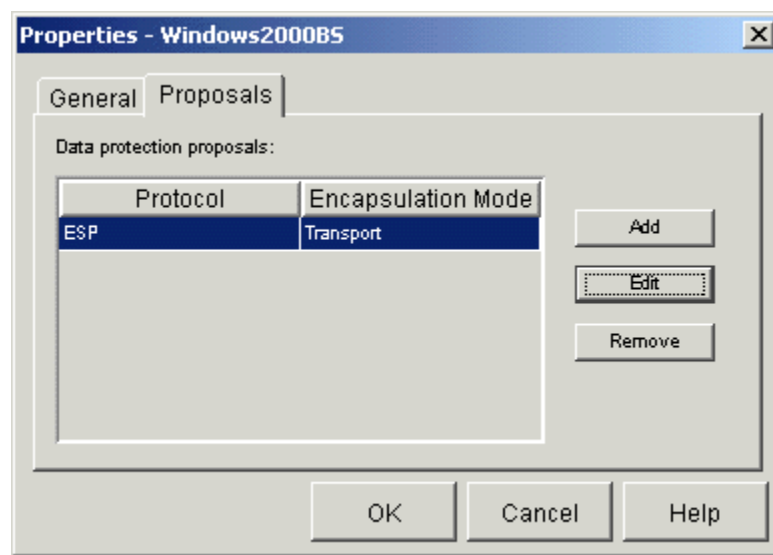 Properties - Windows2000BS
General Proposals
Data protection proposals:
Protocol Encapsulation Mode
ESP Transport
Add
Edit
Remove
OK Cancel Help